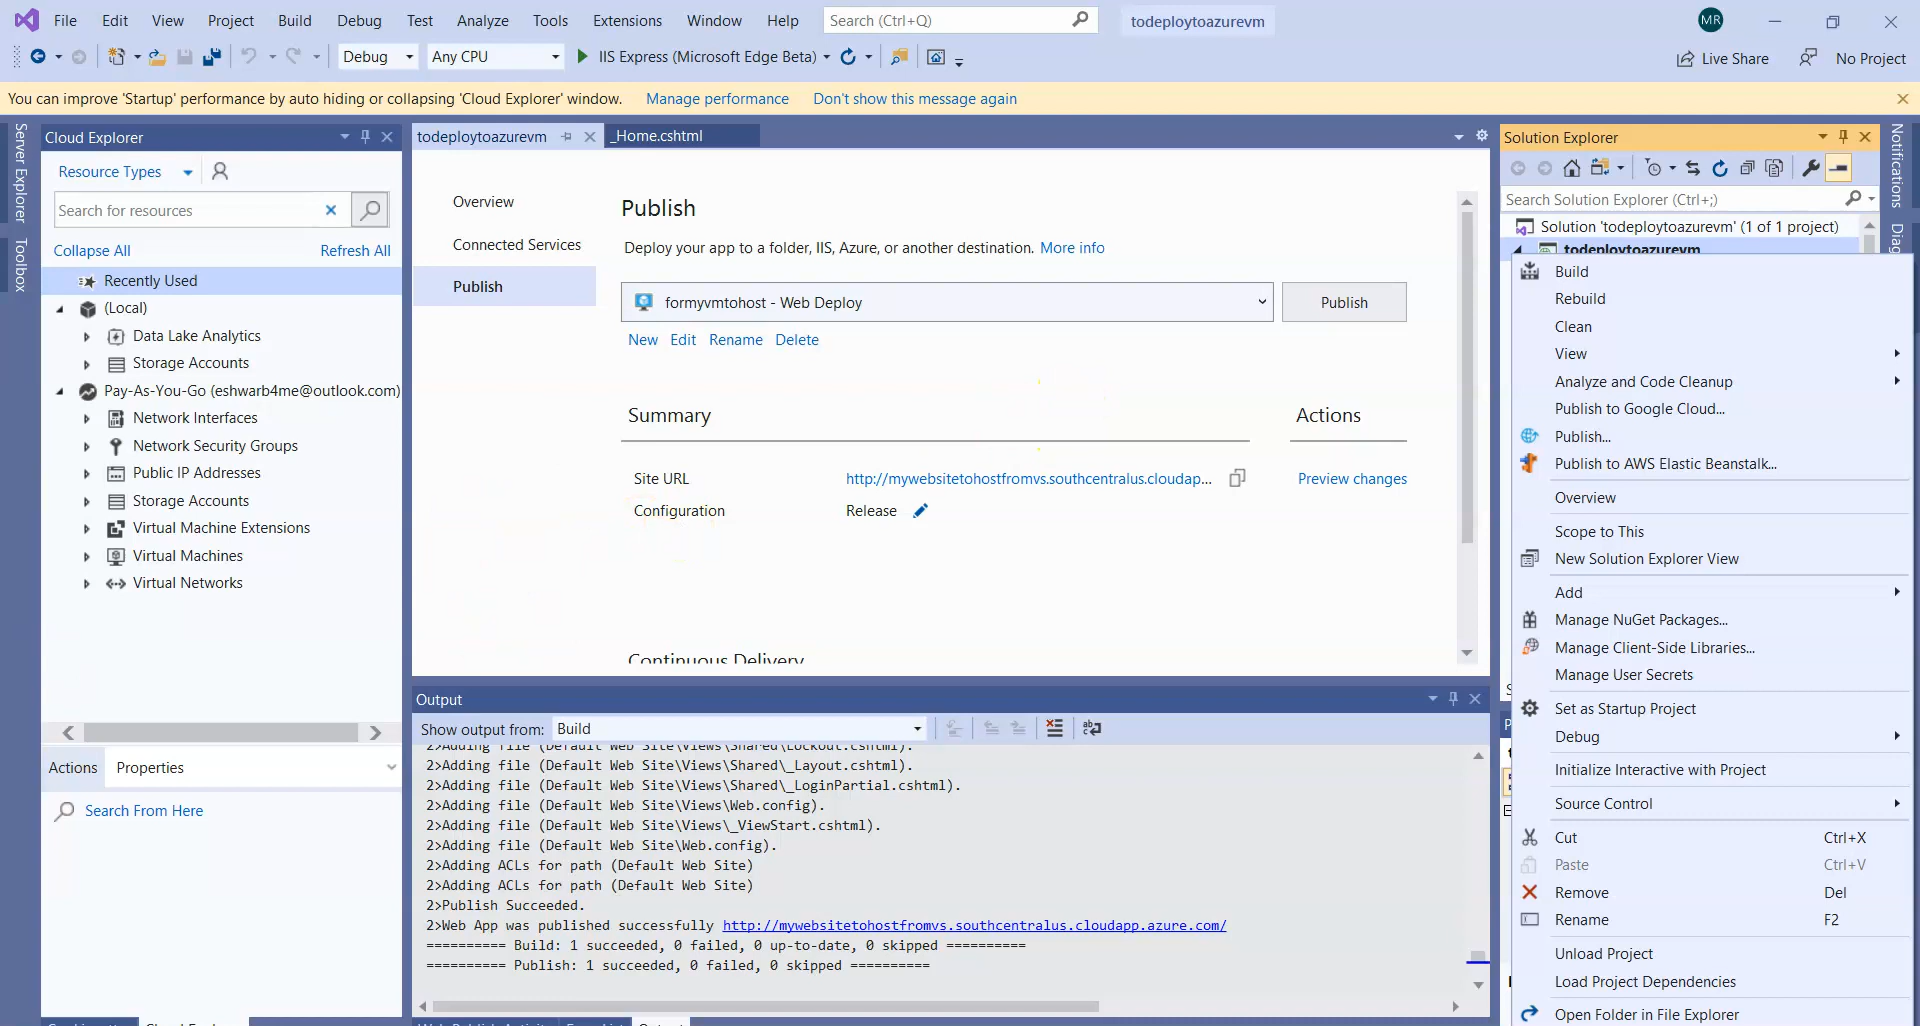 File Edit View Project Build Debug Test Analyze Tools Extensions Window Help Search (Ctrl+Q) todeploytoazurevm MR
Debug Any CPU IIS Express (Microsoft Edge Beta) Live Share No Project
You can improve 'Startup' performance by auto hiding or collapsing 'Cloud Explorer' window. Manage performance Don't show this message again
Server Explorer
Toolbox
Cloud Explorer
Resource Types
Search for resources
Collapse All Refresh All
Recently Used
(Local)
Data Lake Analytics
Storage Accounts
Pay-As-You-Go (eshwarb4me@outlook.com)
Network Interfaces
Network Security Groups
Public IP Addresses
Storage Accounts
Virtual Machine Extensions
Virtual Machines
Virtual Networks
Actions Properties
Search From Here
todeploytoazurevm _Home.cshtml
Overview
Connected Services
Publish
Publish
Deploy your app to a folder, IIS, Azure, or another destination. More info
formyvmtohost - Web Deploy Publish
New Edit Rename Delete
Summary Actions
Site URL http://mywebsitetohostfromvs.southcentralus.cloudap... Preview changes
Configuration Release
Continuous Delivery
Output
Show output from: Build
2>Adding file (Default Web Site\Views\Shared\Lockout.cshtml).
2>Adding file (Default Web Site\Views\Shared\_Layout.cshtml).
2>Adding file (Default Web Site\Views\Shared\_LoginPartial.cshtml).
2>Adding file (Default Web Site\Views\Web.config).
2>Adding file (Default Web Site\Views\_ViewStart.cshtml).
2>Adding file (Default Web Site\Web.config).
2>Adding ACLs for path (Default Web Site)
2>Adding ACLs for path (Default Web Site)
2>Publish Succeeded.
2>Web App was published successfully http://mywebsitetohostfromvs.southcentralus.cloudapp.azure.com/
========== Build: 1 succeeded, 0 failed, 0 up-to-date, 0 skipped ==========
========== Publish: 1 succeeded, 0 failed, 0 skipped ==========
Solution Explorer
Search Solution Explorer (Ctrl+;)
Solution 'todeploytoazurevm' (1 of 1 project)
todeploytoazurevm
Build
Rebuild
Clean
View
Analyze and Code Cleanup
Publish to Google Cloud...
Publish...
Publish to AWS Elastic Beanstalk...
Overview
Scope to This
New Solution Explorer View
Add
Manage NuGet Packages...
Manage Client-Side Libraries...
Manage User Secrets
Set as Startup Project
Debug
Initialize Interactive with Project
Source Control
Cut Ctrl+X
Paste Ctrl+V
Remove Del
Rename F2
Unload Project
Load Project Dependencies
Open Folder in File Explorer
Notifications